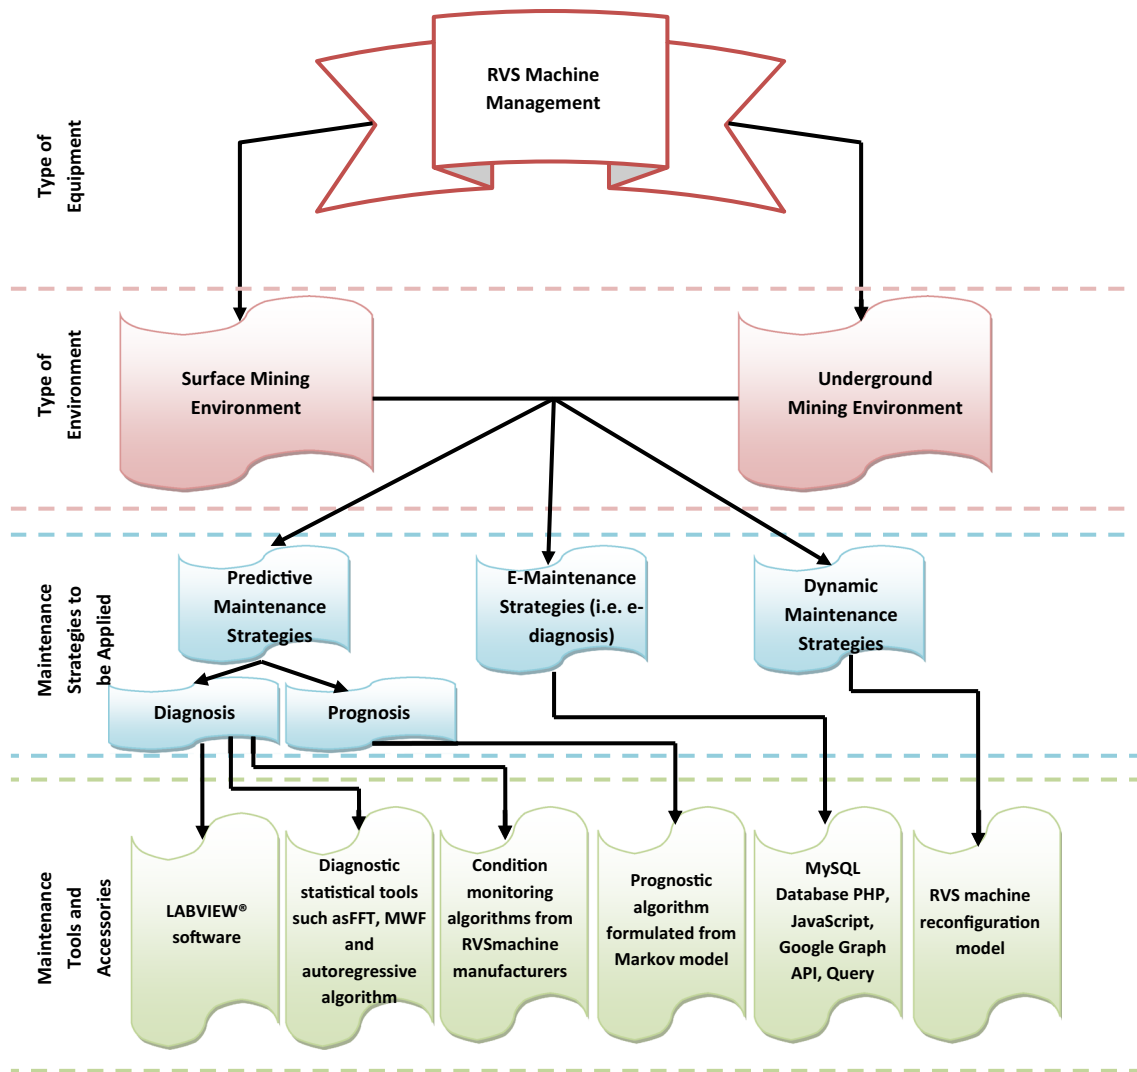 RVS Machine
Management
Type of
Equipment
Type of
Environment
Surface Mining
Environment
Underground
Mining Environment
Maintenance
Strategies to
be Applied
Predictive
Maintenance
Strategies
E-Maintenance
Strategies (i.e. e-
diagnosis)
Dynamic
Maintenance
Strategies
Diagnosis
Prognosis
Maintenance
Tools and
Accessories
LABVIEW®
software
Diagnostic
statistical tools
such asFFT, MWF
and
autoregressive
algorithm
Condition
monitoring
algorithms from
RVSmachine
manufacturers
Prognostic
algorithm
formulated from
Markov model
MySQL
Database PHP,
JavaScript,
Google Graph
API, Query
RVS machine
reconfiguration
model